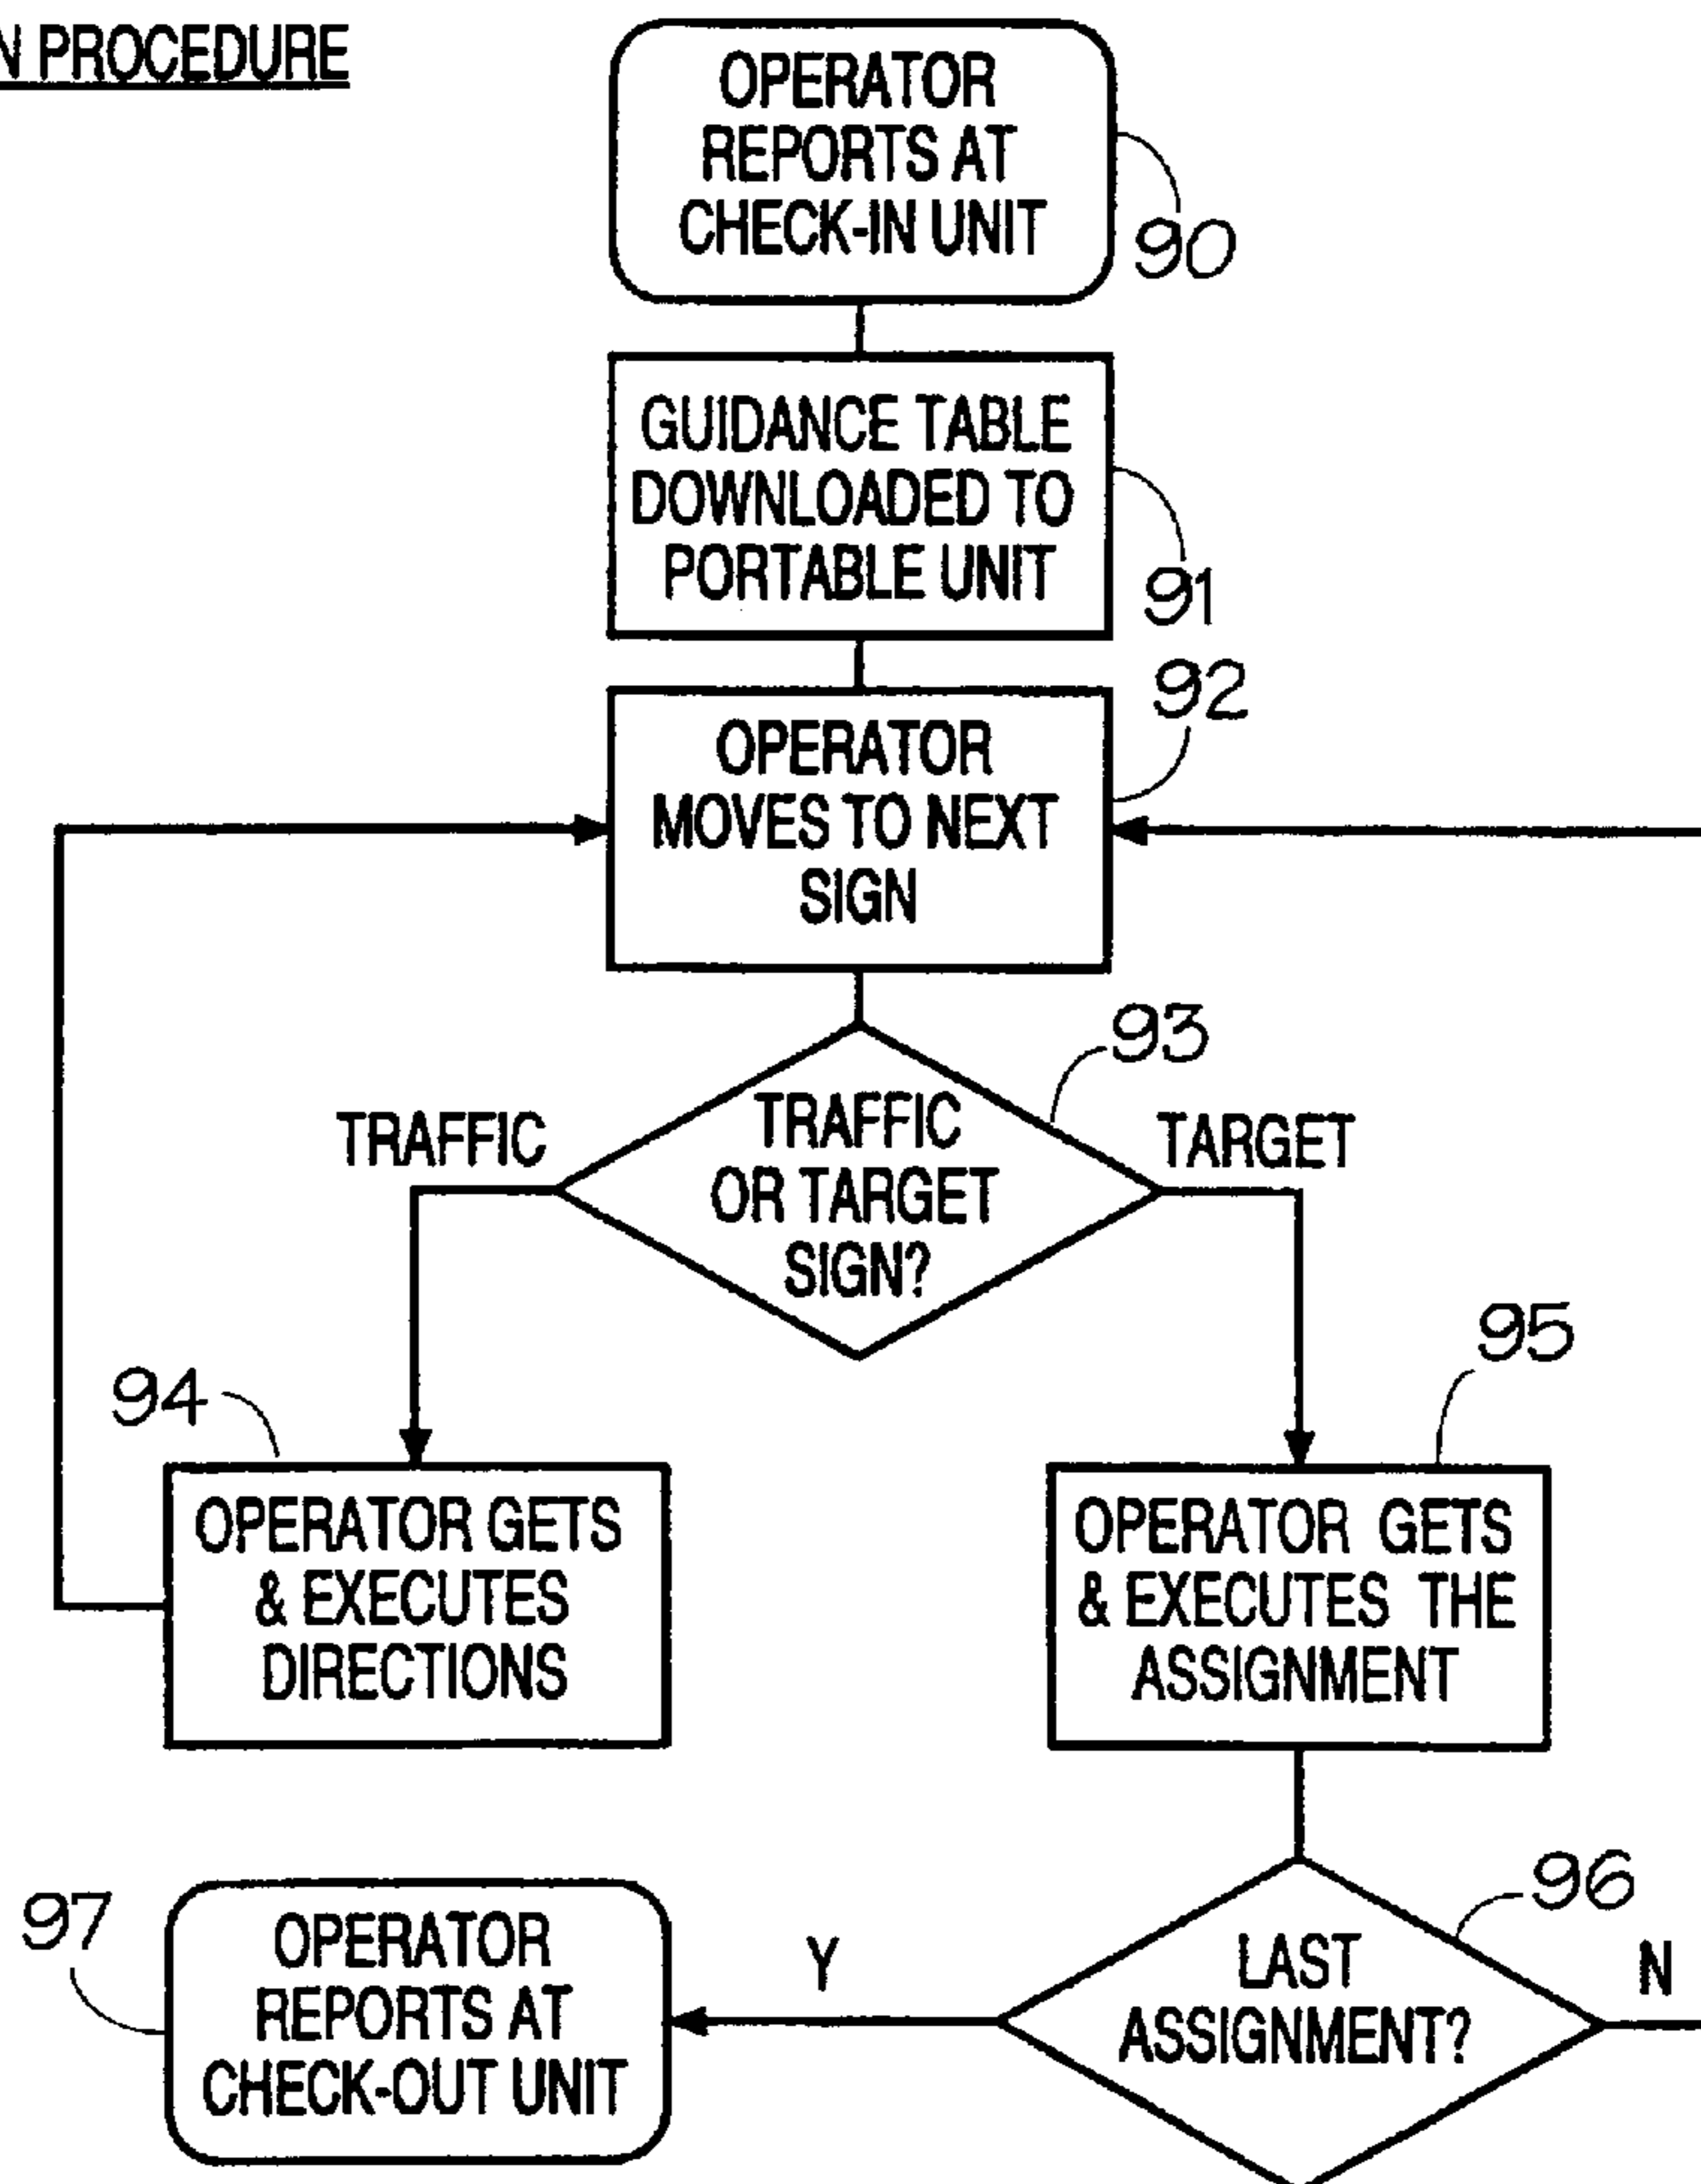 N PROCEDURE
OPERATOR
REPORTS AT
CHECK-IN UNIT
90
GUIDANCE TABLE
DOWNLOADED TO
PORTABLE UNIT
91
92
OPERATOR
MOVES TO NEXT
SIGN
93
TRAFFIC
TRAFFIC
OR TARGET
SIGN?
TARGET
94
OPERATOR GETS
& EXECUTES
DIRECTIONS
95
OPERATOR GETS
& EXECUTES THE
ASSIGNMENT
96
LAST
ASSIGNMENT?
Y
N
97
OPERATOR
REPORTS AT
CHECK-OUT UNIT